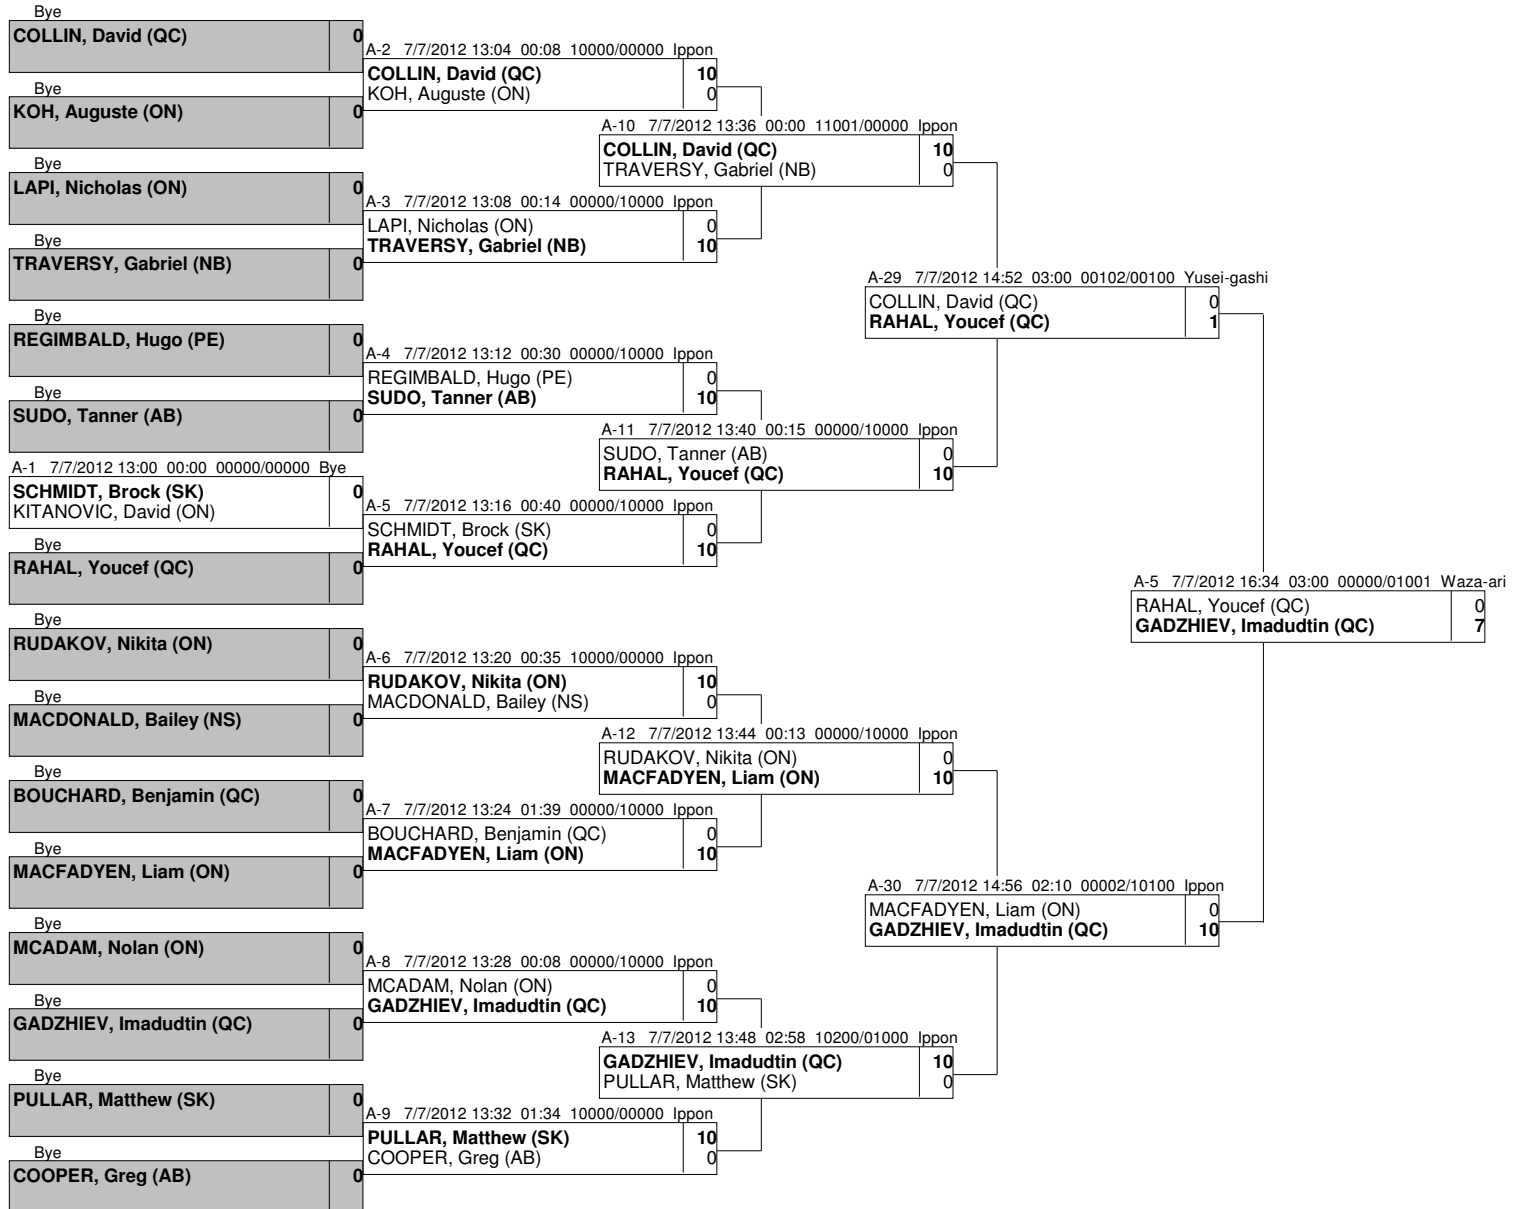 Bye
COLLIN, David (QC) 0
Bye
KOH, Auguste (ON) 0
Bye
LAPI, Nicholas (ON) 0
Bye
TRAVERSY, Gabriel (NB) 0
Bye
REGIMBALD, Hugo (PE) 0
Bye
SUDO, Tanner (AB) 0
A-1 7/7/2012 13:00 00:00 00000/00000 Bye
SCHMIDT, Brock (SK) 0
KITANOVIC, David (ON)
Bye
RAHAL, Youcef (QC) 0
Bye
RUDAKOV, Nikita (ON) 0
Bye
MACDONALD, Bailey (NS) 0
Bye
BOUCHARD, Benjamin (QC) 0
Bye
MACFADYEN, Liam (ON) 0
Bye
MCADAM, Nolan (ON) 0
Bye
GADZHIEV, Imadudtin (QC) 0
Bye
PULLAR, Matthew (SK) 0
Bye
COOPER, Greg (AB) 0
A-2 7/7/2012 13:04 00:08 10000/00000 Ippon
COLLIN, David (QC) 10
KOH, Auguste (ON) 0
A-3 7/7/2012 13:08 00:14 00000/10000 Ippon
LAPI, Nicholas (ON) 0
TRAVERSY, Gabriel (NB) 10
A-4 7/7/2012 13:12 00:30 00000/10000 Ippon
REGIMBALD, Hugo (PE) 0
SUDO, Tanner (AB) 10
A-5 7/7/2012 13:16 00:40 00000/10000 Ippon
SCHMIDT, Brock (SK) 0
RAHAL, Youcef (QC) 10
A-6 7/7/2012 13:20 00:35 10000/00000 Ippon
RUDAKOV, Nikita (ON) 10
MACDONALD, Bailey (NS) 0
A-7 7/7/2012 13:24 01:39 00000/10000 Ippon
BOUCHARD, Benjamin (QC) 0
MACFADYEN, Liam (ON) 10
A-8 7/7/2012 13:28 00:08 00000/10000 Ippon
MCADAM, Nolan (ON) 0
GADZHIEV, Imadudtin (QC) 10
A-9 7/7/2012 13:32 01:34 10000/00000 Ippon
PULLAR, Matthew (SK) 10
COOPER, Greg (AB) 0
A-10 7/7/2012 13:36 00:00 11001/00000 Ippon
COLLIN, David (QC) 10
TRAVERSY, Gabriel (NB) 0
A-11 7/7/2012 13:40 00:15 00000/10000 Ippon
SUDO, Tanner (AB) 0
RAHAL, Youcef (QC) 10
A-12 7/7/2012 13:44 00:13 00000/10000 Ippon
RUDAKOV, Nikita (ON) 0
MACFADYEN, Liam (ON) 10
A-13 7/7/2012 13:48 02:58 10200/01000 Ippon
GADZHIEV, Imadudtin (QC) 10
PULLAR, Matthew (SK) 0
A-29 7/7/2012 14:52 03:00 00102/00100 Yusei-gashi
COLLIN, David (QC) 0
RAHAL, Youcef (QC) 1
A-30 7/7/2012 14:56 02:10 00002/10100 Ippon
MACFADYEN, Liam (ON) 0
GADZHIEV, Imadudtin (QC) 10
A-5 7/7/2012 16:34 03:00 00000/01001 Waza-ari
RAHAL, Youcef (QC) 0
GADZHIEV, Imadudtin (QC) 7